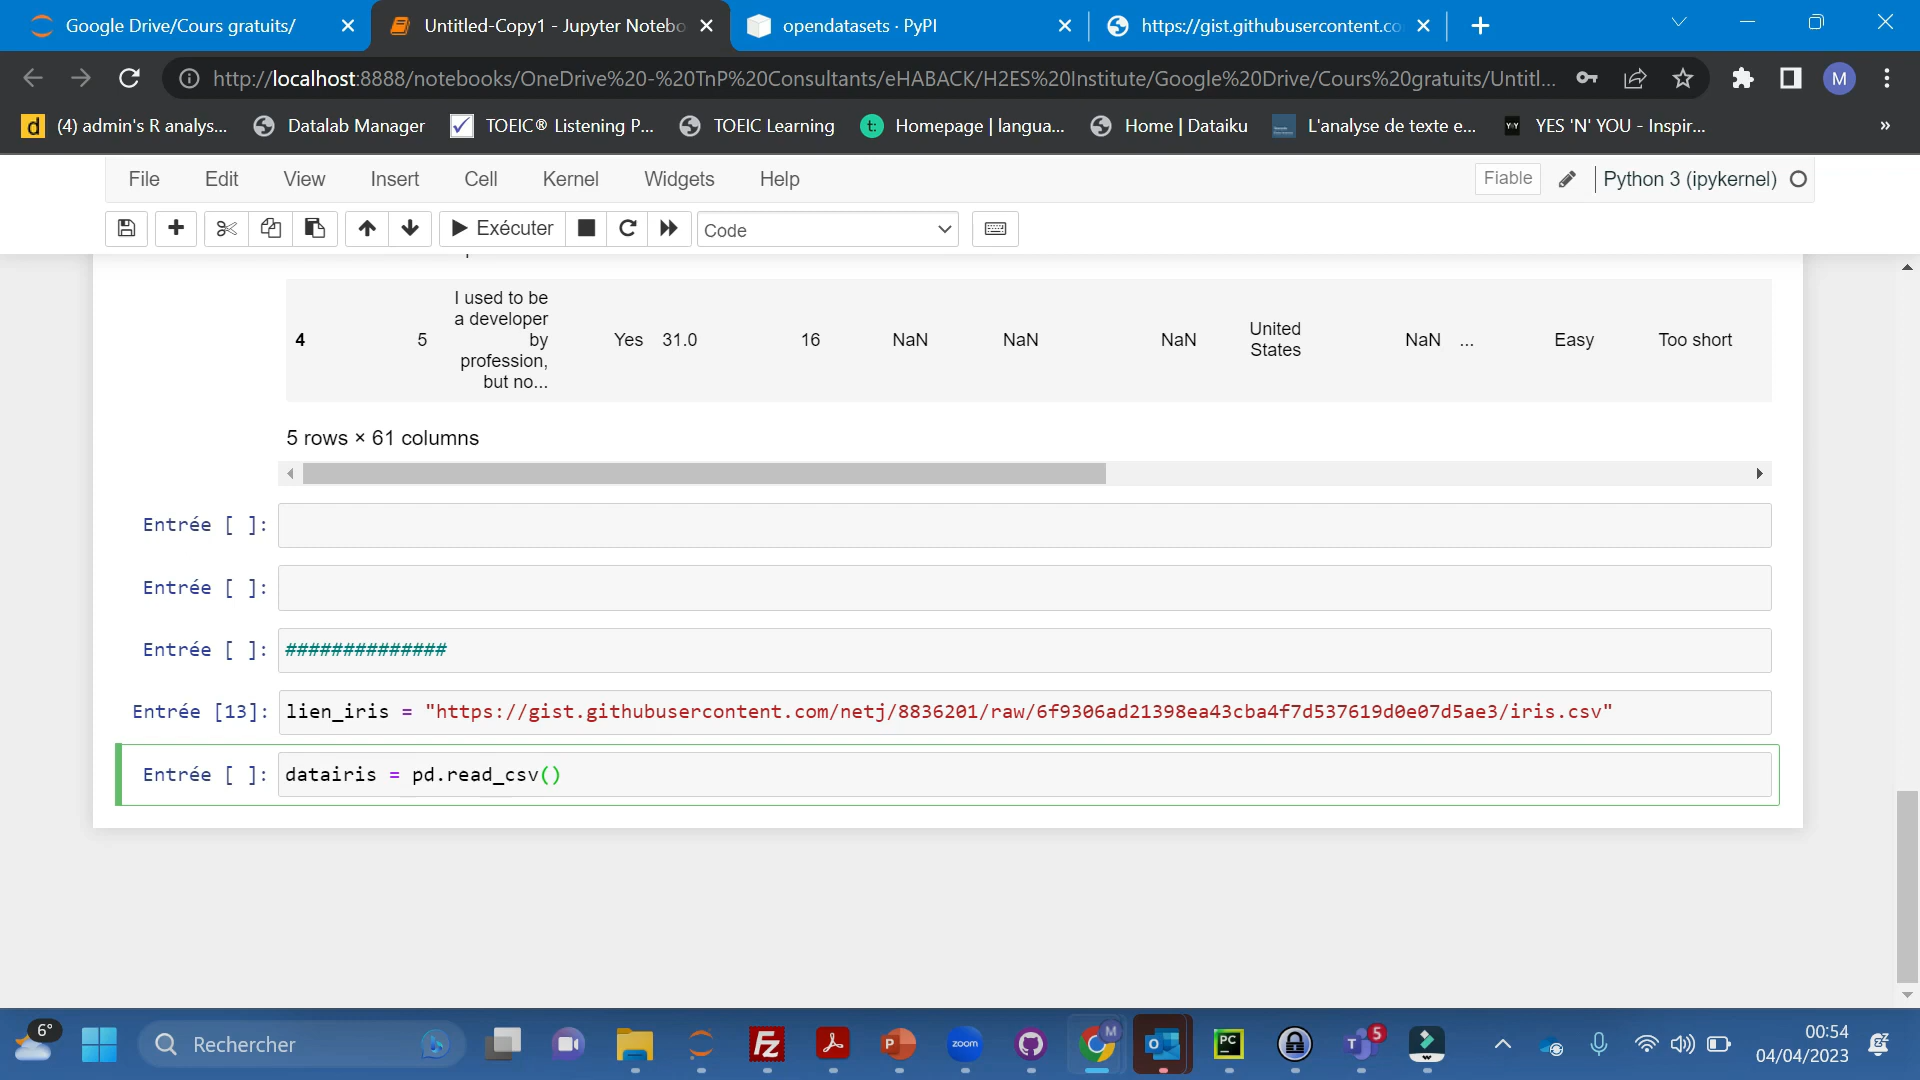 Google Drive/Cours gratuits/
Untitled-Copy1 - Jupyter Notebo
opendatasets · PyPI
https://gist.githubusercontent.co
http://localhost:8888/notebooks/OneDrive%20-%20TnP%20Consultants/eHABACK/H2ES%20Institute/Google%20Drive/Cours%20gratuits/Untitl...
M
d (4) admin's R analys...
Datalab Manager
TOEIC® Listening P...
TOEIC Learning
t: Homepage | langua...
Home | Dataiku
L'analyse de texte e...
YES 'N' YOU - Inspir...
»
File Edit View Insert Cell Kernel Widgets Help
Fiable
Python 3 (ipykernel)
Exécuter
Code
I used to be
a developer
by
profession,
but no...
4 5 Yes 31.0 16 NaN NaN NaN United States NaN ... Easy Too short
5 rows × 61 columns
Entrée [ ]:
Entrée [ ]:
Entrée [ ]: ##############
Entrée [13]: lien_iris = "https://gist.githubusercontent.com/netj/8836201/raw/6f9306ad21398ea43cba4f7d537619d0e07d5ae3/iris.csv"
Entrée [ ]: datairis = pd.read_csv()
6°
Rechercher
Fz
P
zoom
M
O
PC
T 5
00:54
04/04/2023